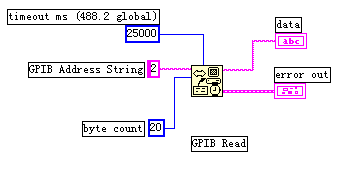 timeout ms (488.2 global)
25000
data
abc
GPIB Address String
2
error out
byte count
20
GPIB Read